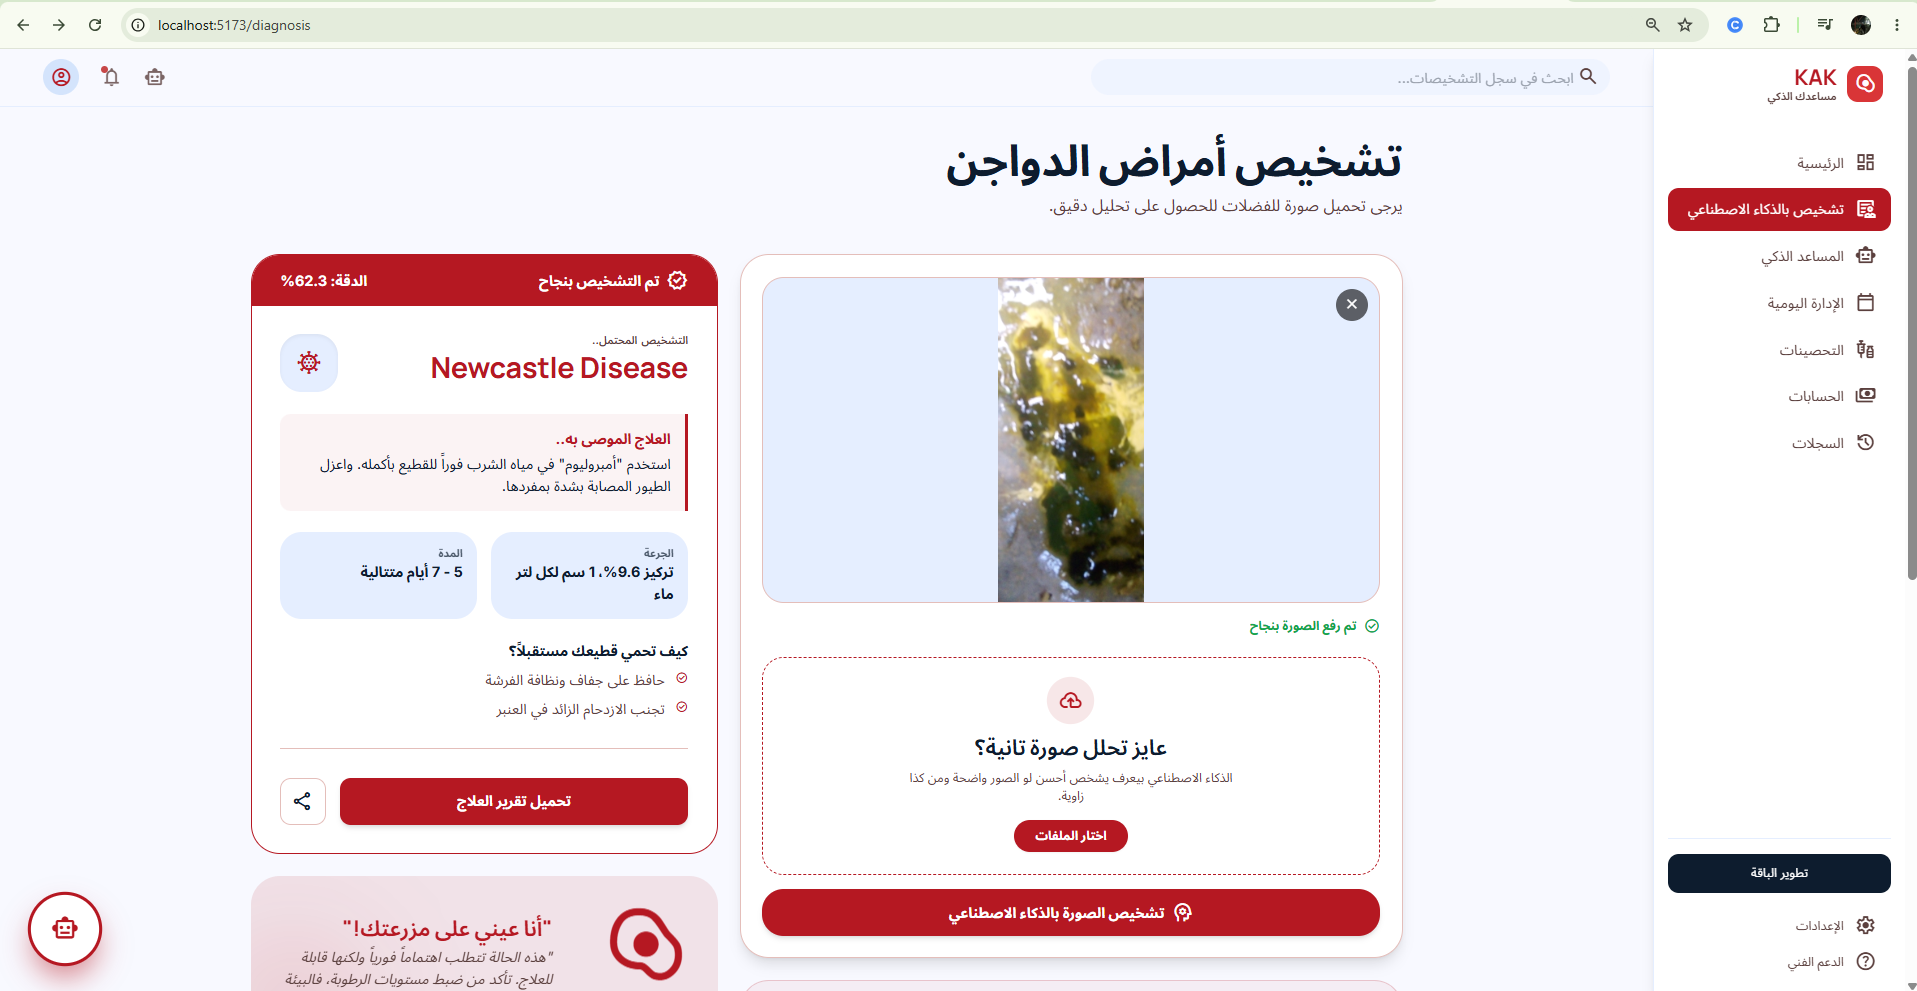 localhost:5173/diagnosis
ابحث في سجل التشخيصات...
KAK
مساعدك الذكي
الرئيسية
تشخيص بالذكاء الاصطناعي
المساعد الذكي
الإدارة اليومية
التحصينات
الحسابات
السجلات
تطوير الباقة
الإعدادات
الدعم الفني
تشخيص أمراض الدواجن
يرجى تحميل صورة للفضلات للحصول على تحليل دقيق.
تم رفع الصورة بنجاح
عايز تحلل صورة تانية؟
الذكاء الاصطناعي بيعرف يشخص أحسن لو الصور واضحة ومن كذا
زاوية.
اختار الملفات
تشخيص الصورة بالذكاء الاصطناعي
تم التشخيص بنجاح
الدقة: 62.3%
التشخيص المحتمل..
Newcastle Disease
العلاج الموصى به..
استخدم "أمبروليوم" في مياه الشرب فوراً للقطيع بأكمله. واعزل
الطيور المصابة بشدة بمفردها.
الجرعة
تركيز 9.6%، 1 سم لكل لتر
ماء
المدة
5 - 7 أيام متتالية
كيف تحمي قطيعك مستقبلاً؟
حافظ على جفاف ونظافة الفرشة
تجنب الازدحام الزائد في العنبر
تحميل تقرير العلاج
"أنا عيني على مزرعتك!"
"هذه الحالة تتطلب اهتماماً فورياً ولكنها قابلة
للعلاج. تأكد من ضبط مستويات الرطوبة، فالبيئة